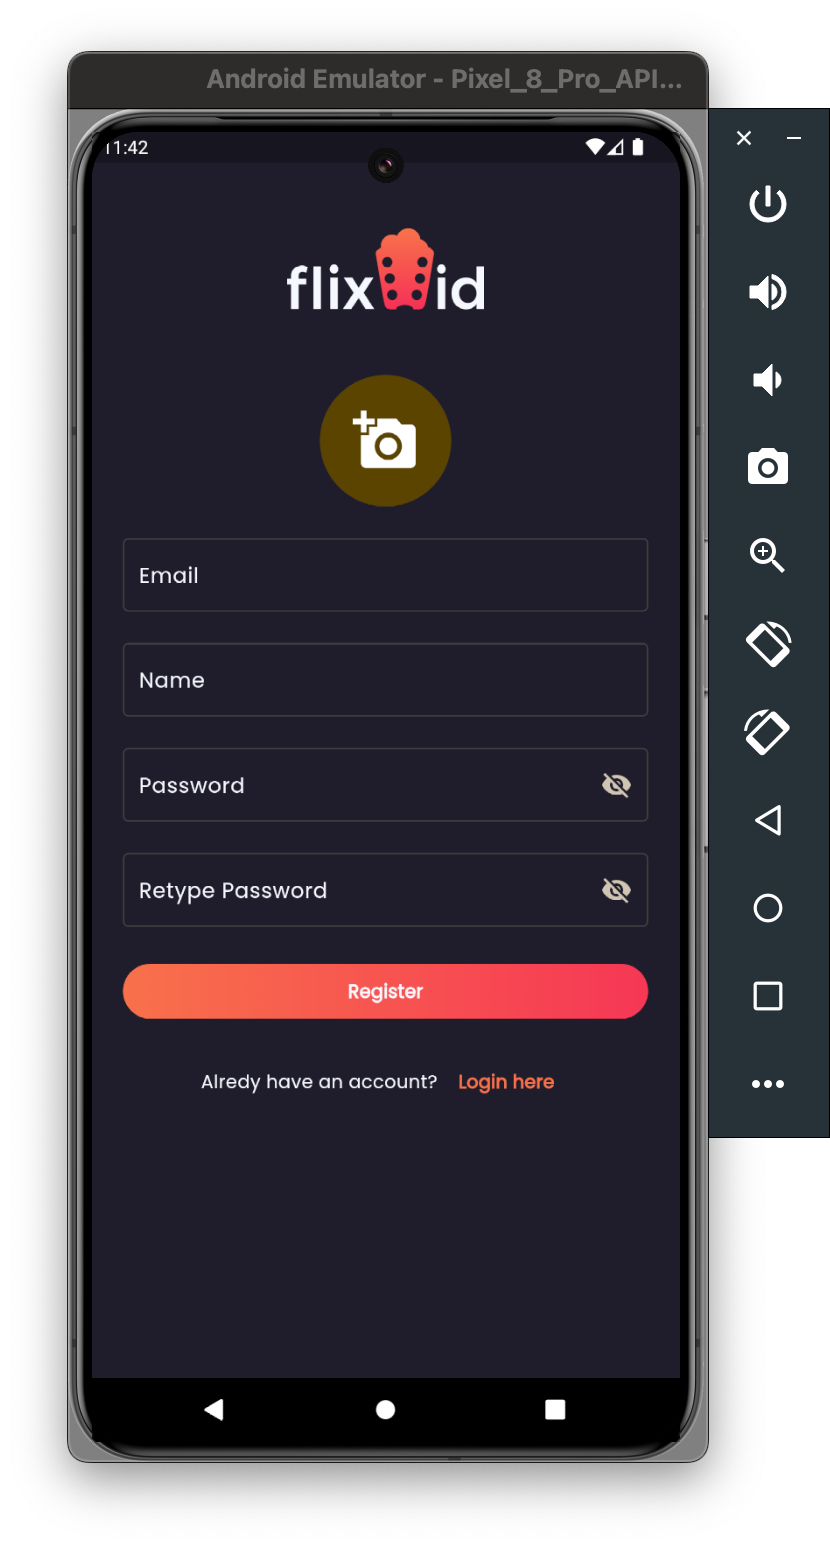 Android Emulator - Pixel_8_Pro_API...
11:42
flix id
Email
Name
Password
Retype Password
Register
Alredy have an account? Login here